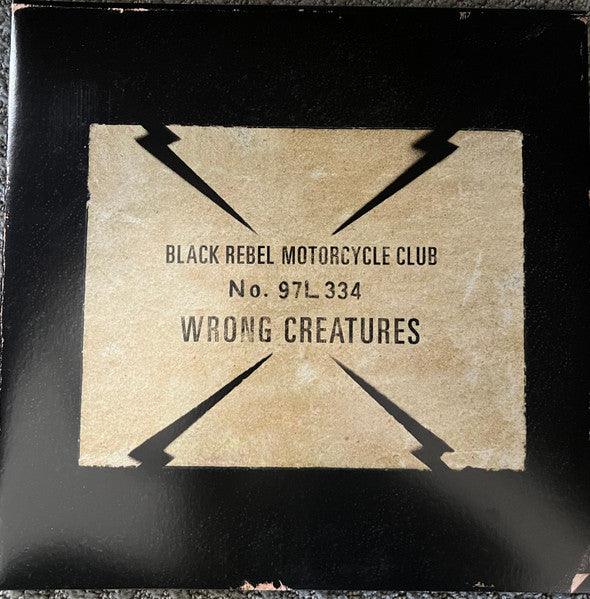 BLACK REBEL MOTORCYCLE CLUB
No. 97L 334
WRONG CREATURES